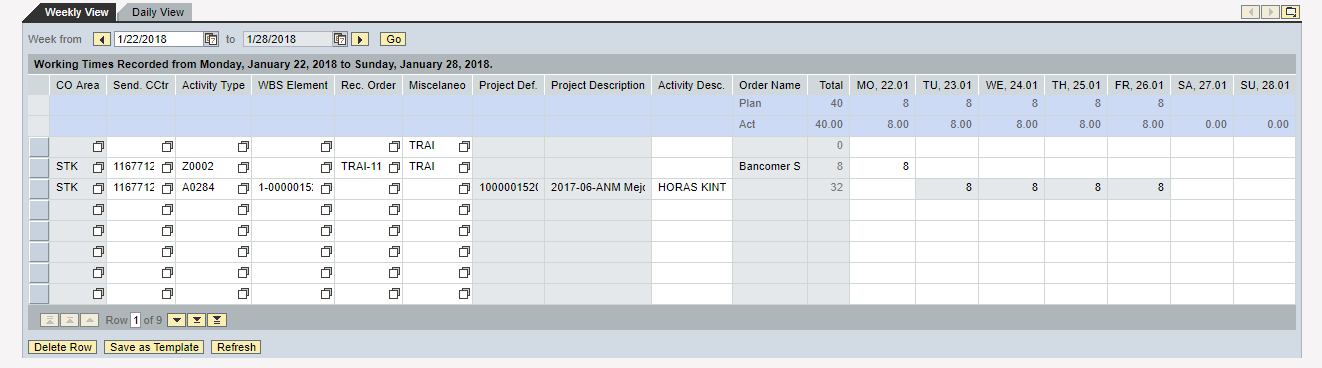 Weekly View Daily View
Week from 1/22/2018 to 1/28/2018 Go
Working Times Recorded from Monday, January 22, 2018 to Sunday, January 28, 2018.
CO Area Send. CCtr Activity Type WBS Element Rec. Order Miscelaneo Project Def. Project Description Activity Desc. Order Name Total MO, 22.01 TU, 23.01 WE, 24.01 TH, 25.01 FR, 26.01 SA, 27.01 SU, 28.01
Plan 40 8 8 8 8 8
Act 40.00 8.00 8.00 8.00 8.00 8.00 0.00 0.00
TRAI 0
STK 1167712 Z0002 TRAI-11 TRAI Bancomer S 8 8
STK 1167712 A0284 1-0000015: 1000001520 2017-06-ANM Mejo HORAS KINT 32 8 8 8 8
Row 1 of 9
Delete Row Save as Template Refresh